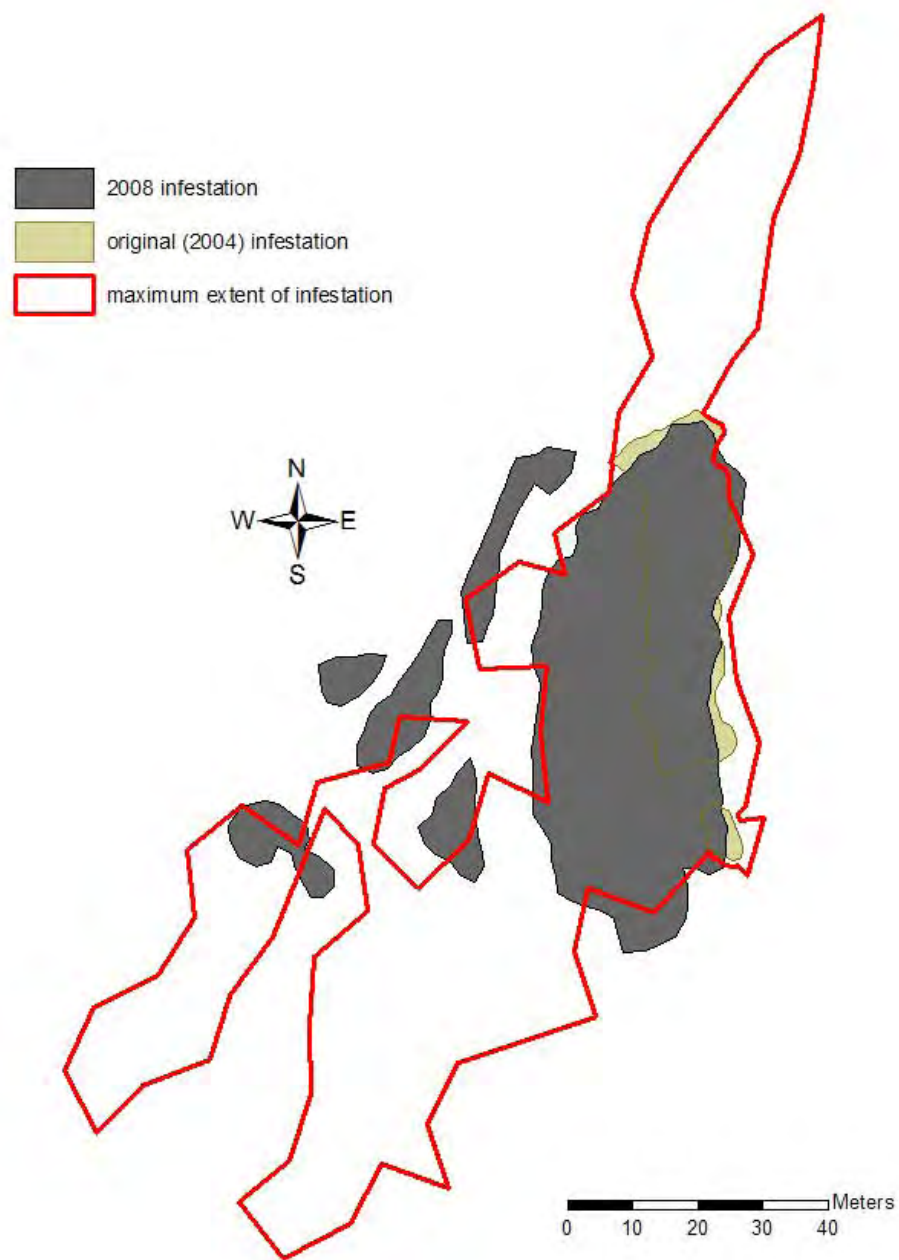 2008 infestation
original (2004) infestation
maximum extent of infestation
N
W E
S
Meters
0 10 20 30 40